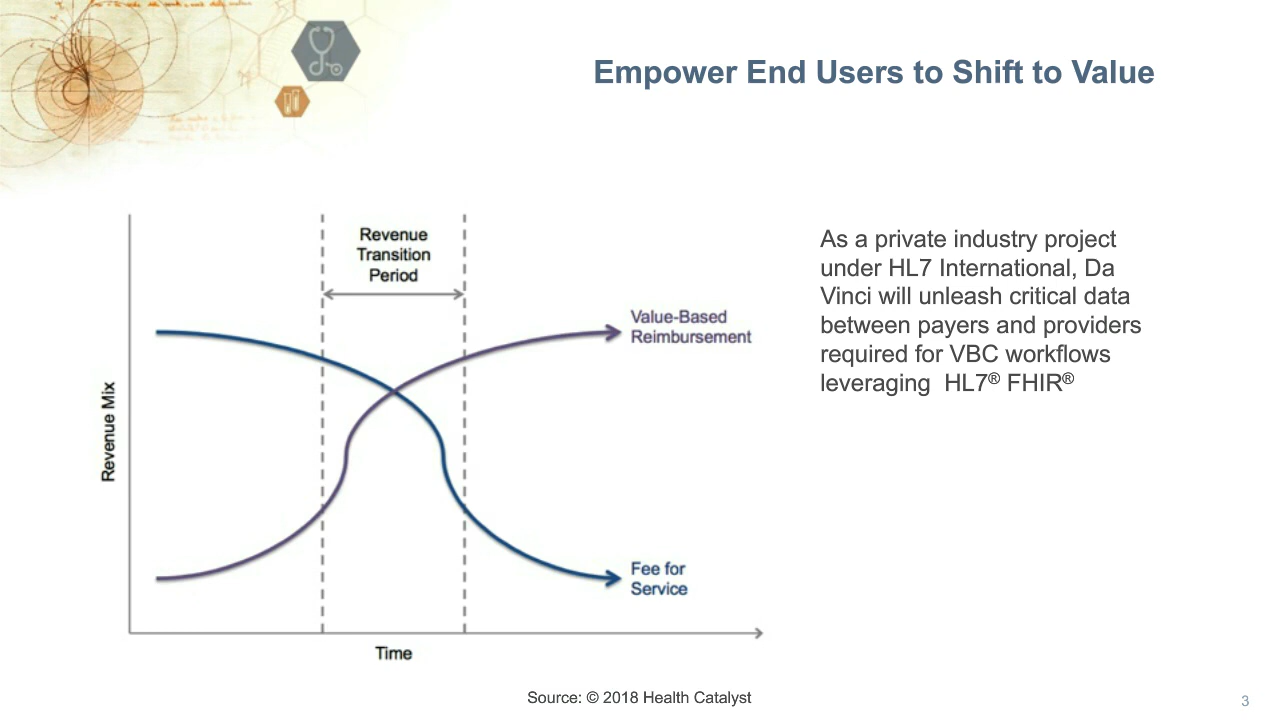 Empower End Users to Shift to Value
Revenue
Transition
Period
Value-Based
Reimbursement
Revenue Mix
Fee for
Service
Time
As a private industry project
under HL7 International, Da
Vinci will unleash critical data
between payers and providers
required for VBC workflows
leveraging  HL7® FHIR®
Source: © 2018 Health Catalyst
3